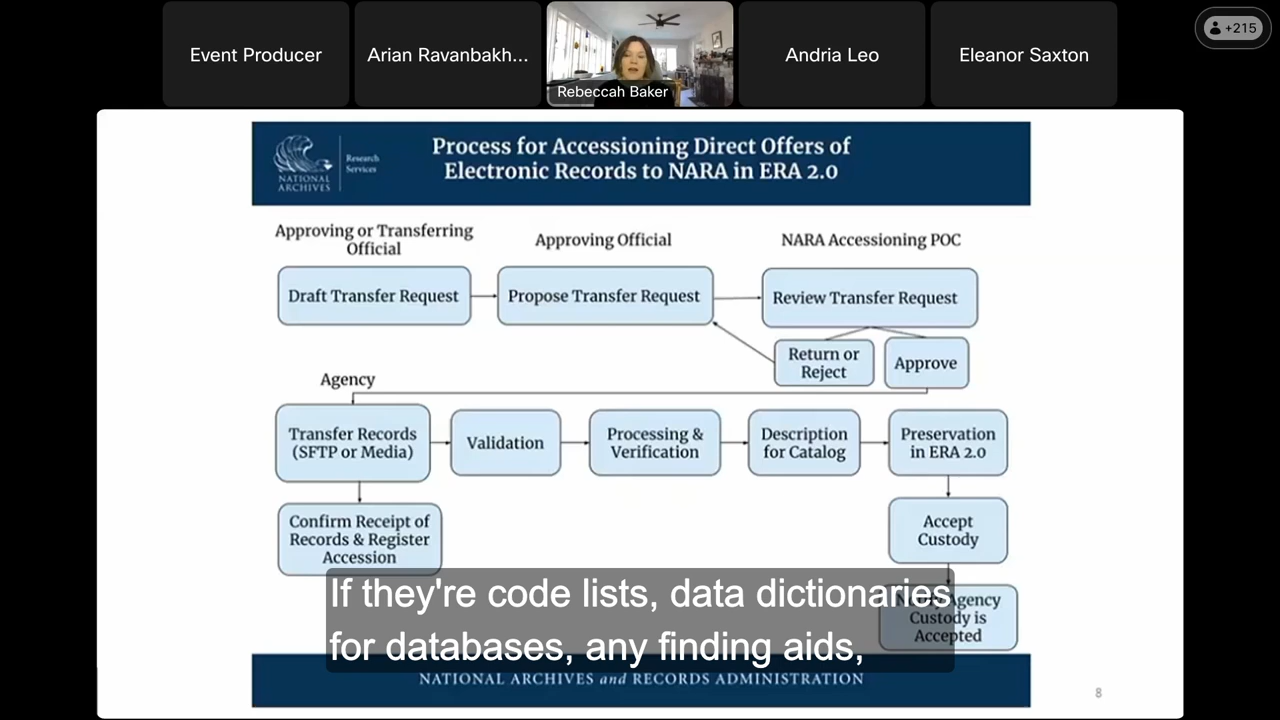 Event Producer
Arian Ravanbakh...
Rebeccah Baker
Andria Leo
Eleanor Saxton
+215
NATIONAL
ARCHIVES
Research
Services
Process for Accessioning Direct Offers of
Electronic Records to NARA in ERA 2.0
Approving or Transferring
Official
Approving Official
NARA Accessioning POC
Draft Transfer Request
Propose Transfer Request
Review Transfer Request
Return or
Reject
Approve
Agency
Transfer Records
(SFTP or Media)
Validation
Processing &
Verification
Description
for Catalog
Preservation
in ERA 2.0
Confirm Receipt of
Records & Register
Accession
Accept
Custody
Agency
Custody is
Accepted
If they're code lists, data dictionaries
for databases, any finding aids,
NATIONAL ARCHIVES and RECORDS ADMINISTRATION
8